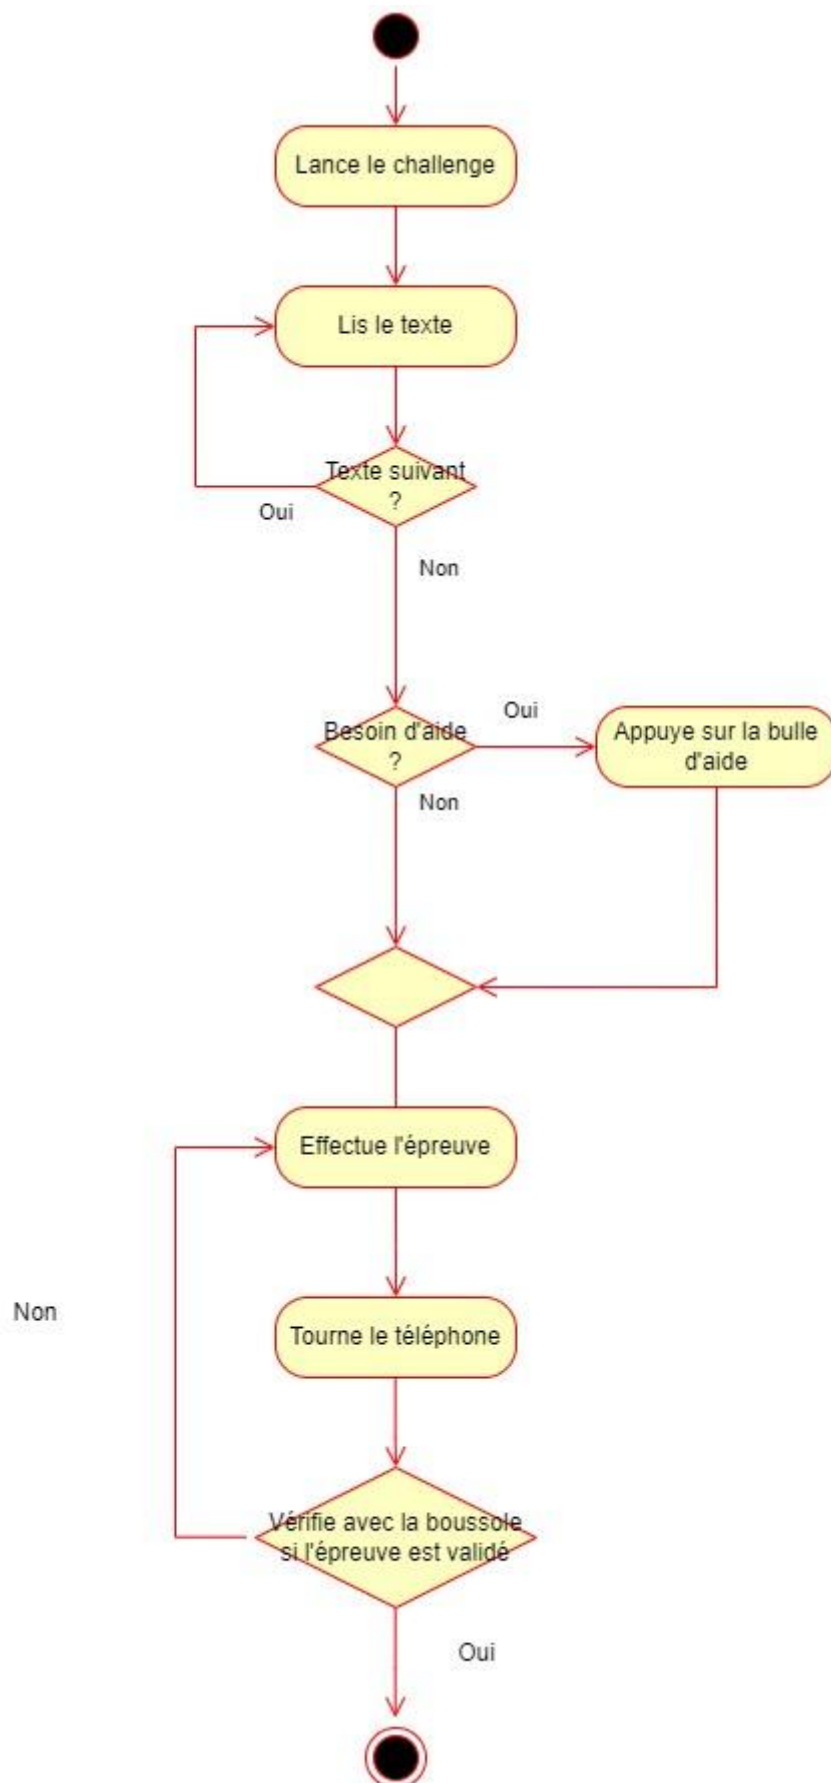 Lance le challenge
Lis le texte
Texte suivant
?
Oui
Non
Besoin d'aide
?
Oui
Appuye sur la bulle
d'aide
Non
Effectue l'épreuve
Non
Tourne le téléphone
Vérifie avec la boussole
si l'épreuve est validé
Oui